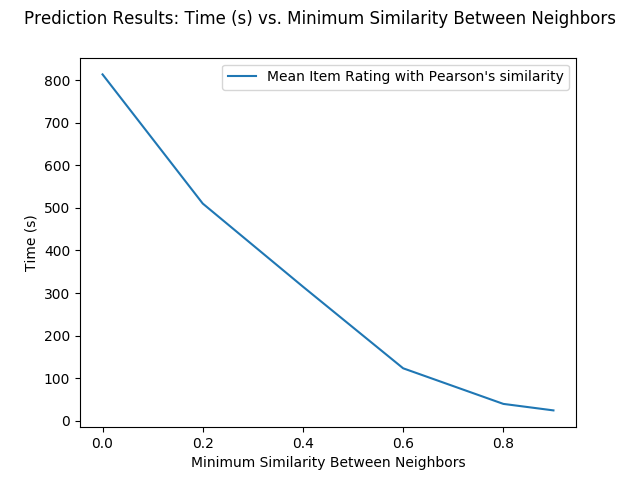 Prediction Results: Time (s) vs. Minimum Similarity Between Neighbors
Mean Item Rating with Pearson's similarity
800
700
600
500
400
300
200
100
0
Time (s)
0.0 0.2 0.4 0.6 0.8
Minimum Similarity Between Neighbors